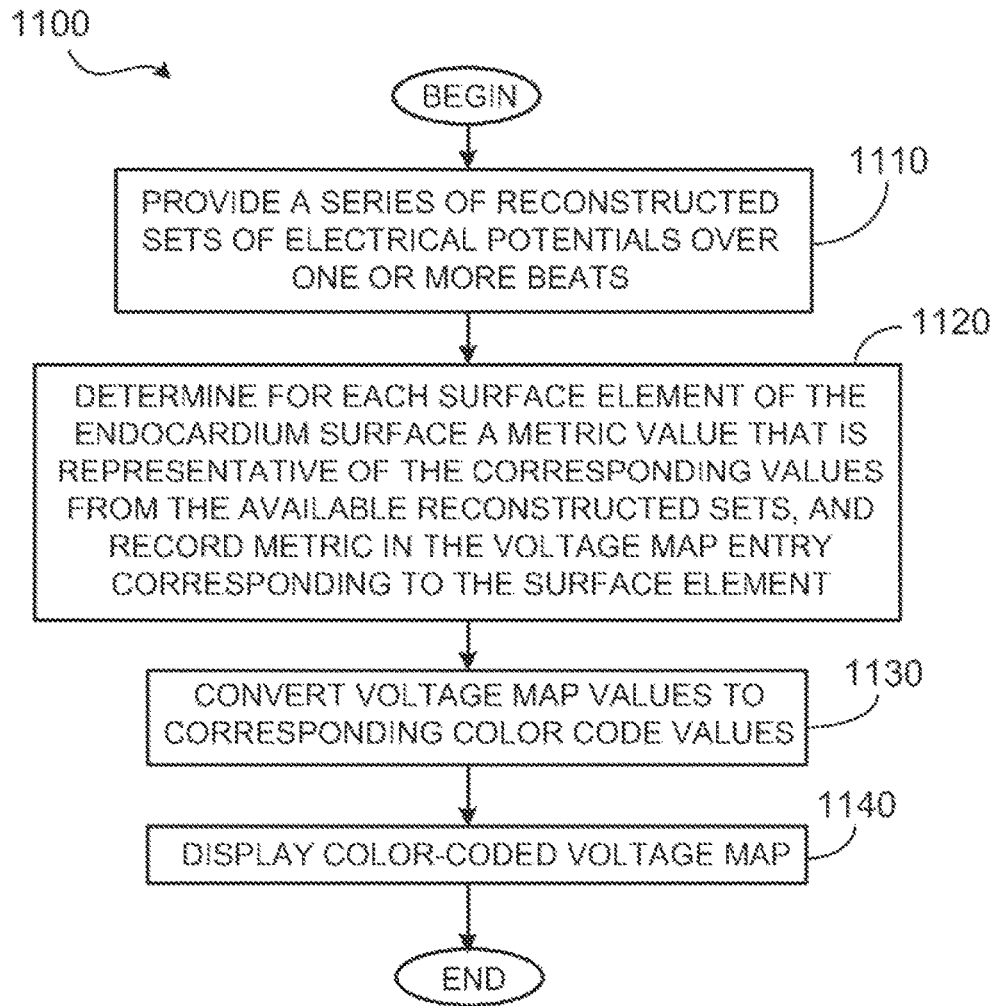 1100
BEGIN
1110
PROVIDE A SERIES OF RECONSTRUCTED
SETS OF ELECTRICAL POTENTIALS OVER
ONE OR MORE BEATS
1120
DETERMINE FOR EACH SURFACE ELEMENT OF THE
ENDOCARDIUM SURFACE A METRIC VALUE THAT IS
REPRESENTATIVE OF THE CORRESPONDING VALUES
FROM THE AVAILABLE RECONSTRUCTED SETS, AND
RECORD METRIC IN THE VOLTAGE MAP ENTRY
CORRESPONDING TO THE SURFACE ELEMENT
1130
CONVERT VOLTAGE MAP VALUES TO
CORRESPONDING COLOR CODE VALUES
1140
DISPLAY COLOR-CODED VOLTAGE MAP
END